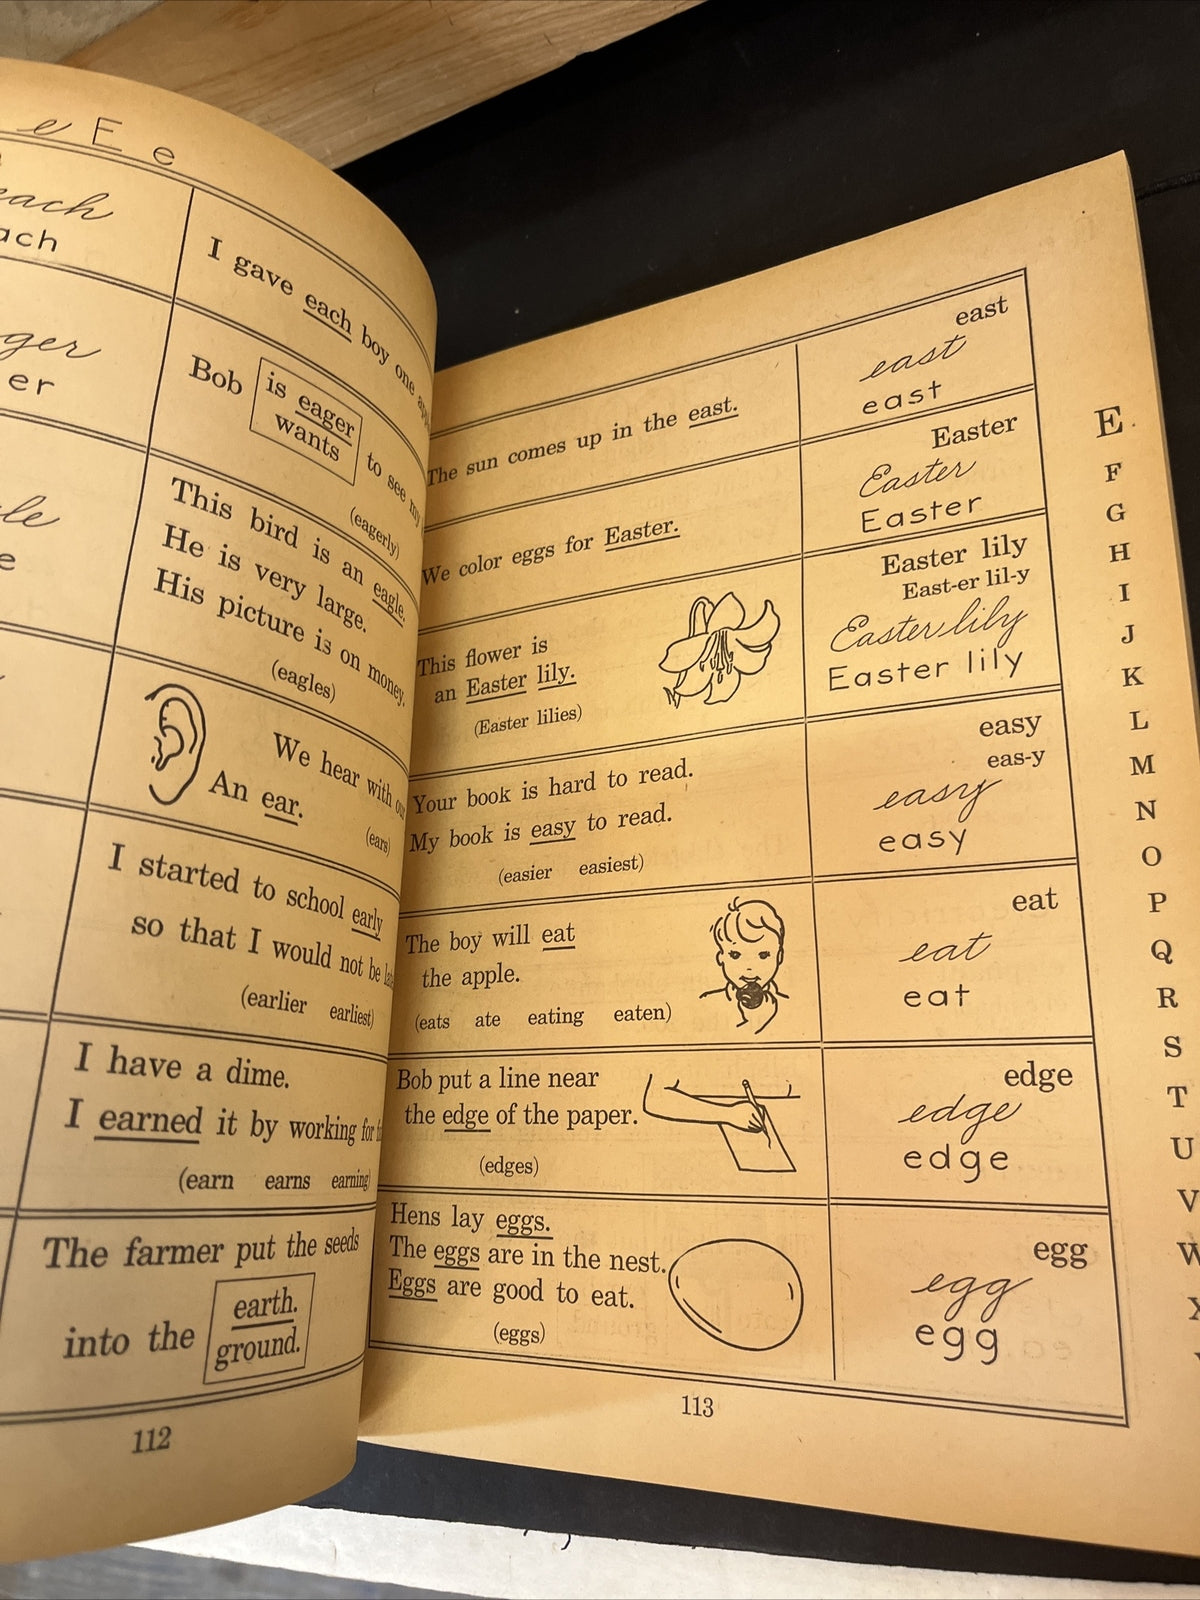 e E e
each
ach
I gave each boy one
ger
er
Bob is eager
wants
to see my
(eagerly)
le
e
This bird is an eagle.
He is very large.
His picture is on money.
(eagles)
We hear with
An ear.
(ears)
I started to school early
so that I would not be
(earlier earliest)
I have a dime.
I earned it by working for
(earn earns earning)
The farmer put the seeds
into the earth.
ground.
112
The sun comes up in the east.
east
east
east
We color eggs for Easter.
Easter
Easter
Easter
This flower is
an Easter lily.
(Easter lilies)
Easter lily
East-er lil-y
Easter lily
Easter lily
Your book is hard to read.
My book is easy to read.
(easier easiest)
easy
eas-y
easy
easy
The boy will eat
the apple.
(eats ate eating eaten)
eat
eat
eat
Bob put a line near
the edge of the paper.
(edges)
edge
edge
edge
Hens lay eggs.
The eggs are in the nest.
Eggs are good to eat.
(eggs)
egg
egg
egg
113
E
F
G
H
I
J
K
L
M
N
O
P
Q
R
S
T
U
V
W
X